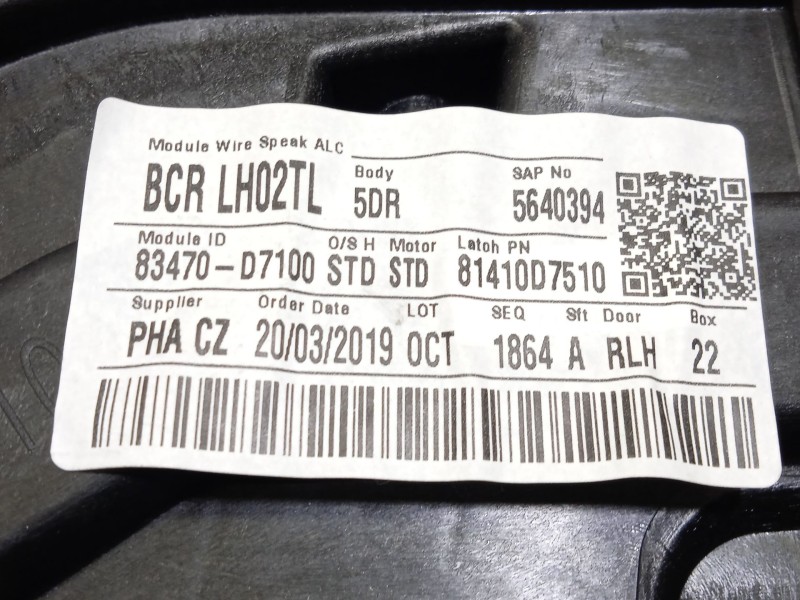 Module Wire Speak ALC
Body SAP No
BCR LH02TL 5DR 5640394
Module ID O/S H Motor Latch PN
83470-D7100 STD STD 81410D7510
Supplier Order Date LOT SEQ Sft Door Box
PHA CZ 20/03/2019 OCT 1864 A RLH 22